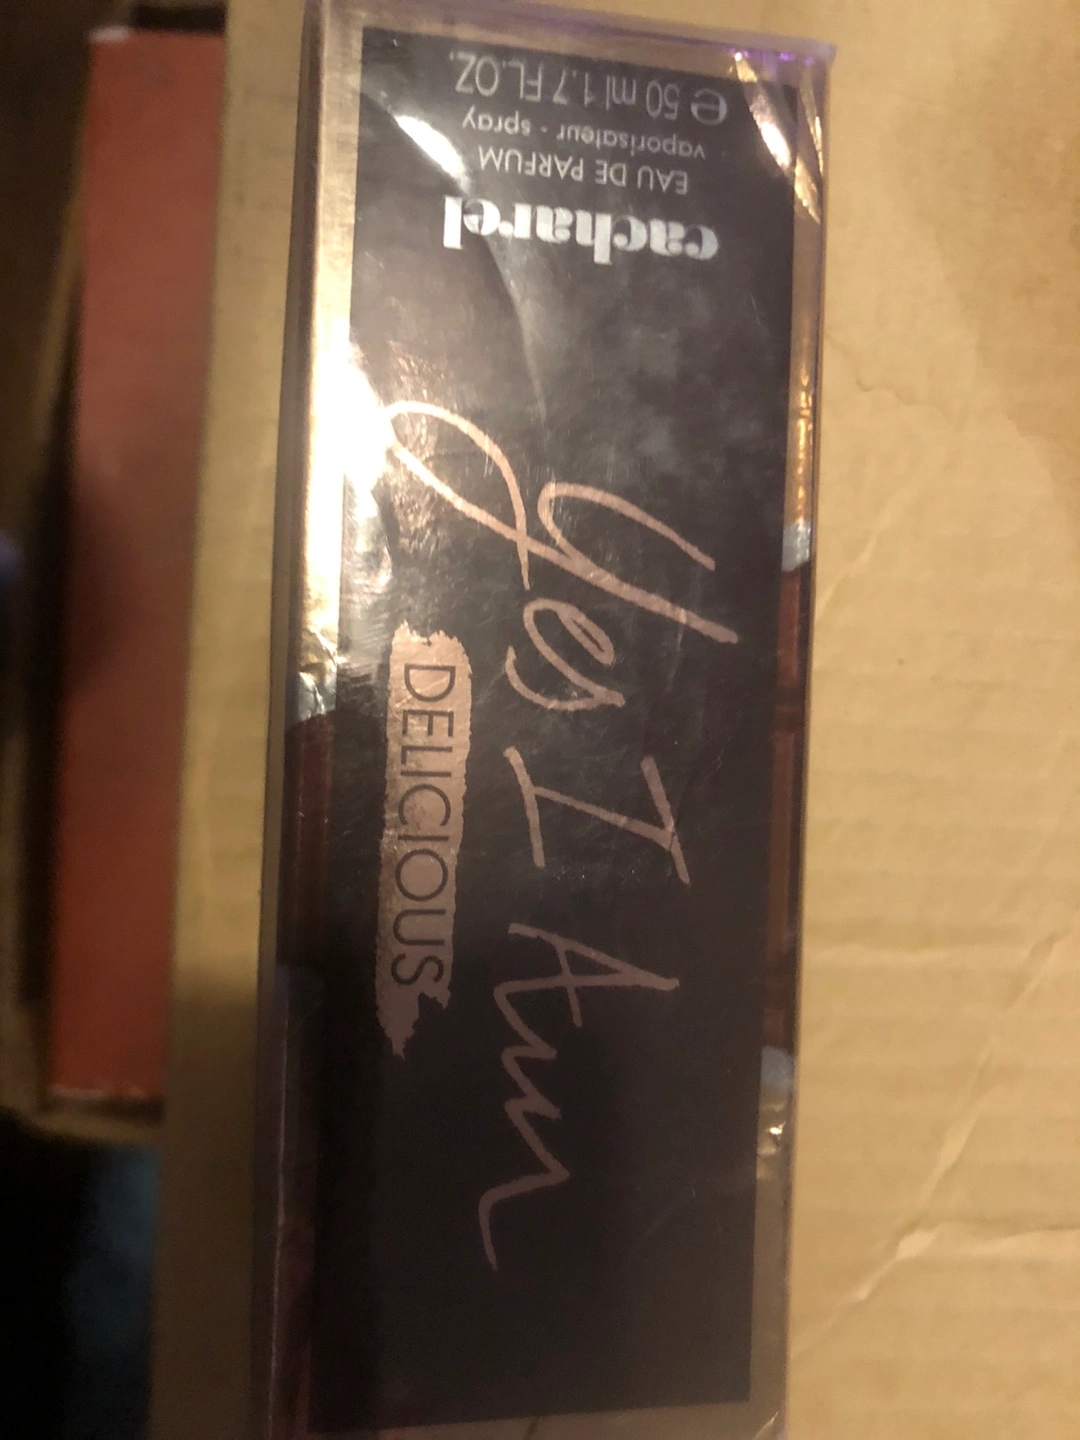 Yes I Am
DELICIOUS
cacharel
EAU DE PARFUM
vaporisateur - spray
e 50 ml 1.7 FL.OZ.